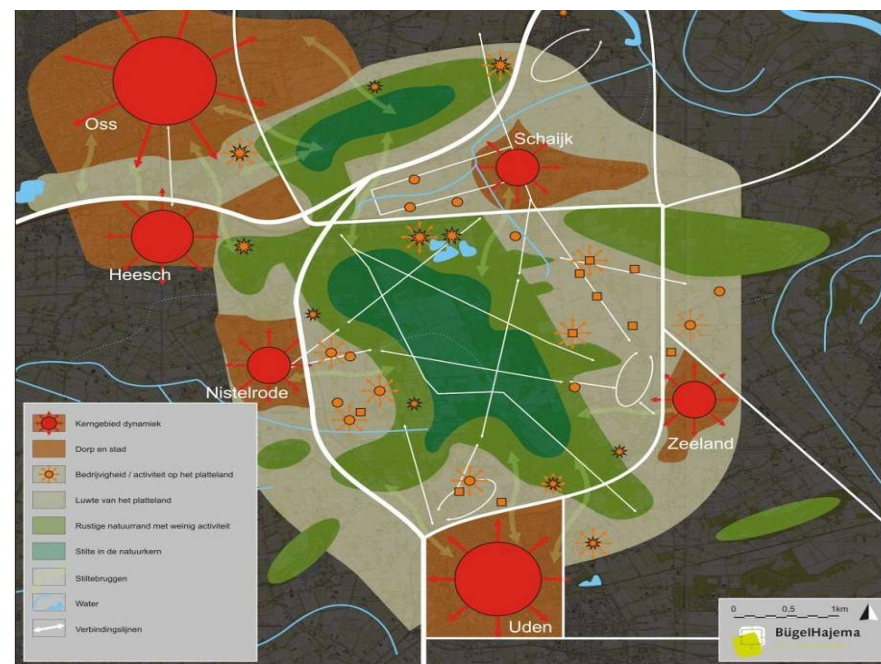 Oss
Schaijk
Heesch
Nistelrode
Zeeland
Uden
Kerngebied dynamiek
Dorp en stad
Bedrijvigheid / activiteit op het platteland
Luwte van het platteland
Rustige natuurrand met weinig activiteit
Stilte in de natuurkern
Stiltebruggen
Water
Verbindingslijnen
0 0,5 1km
BügelHajema